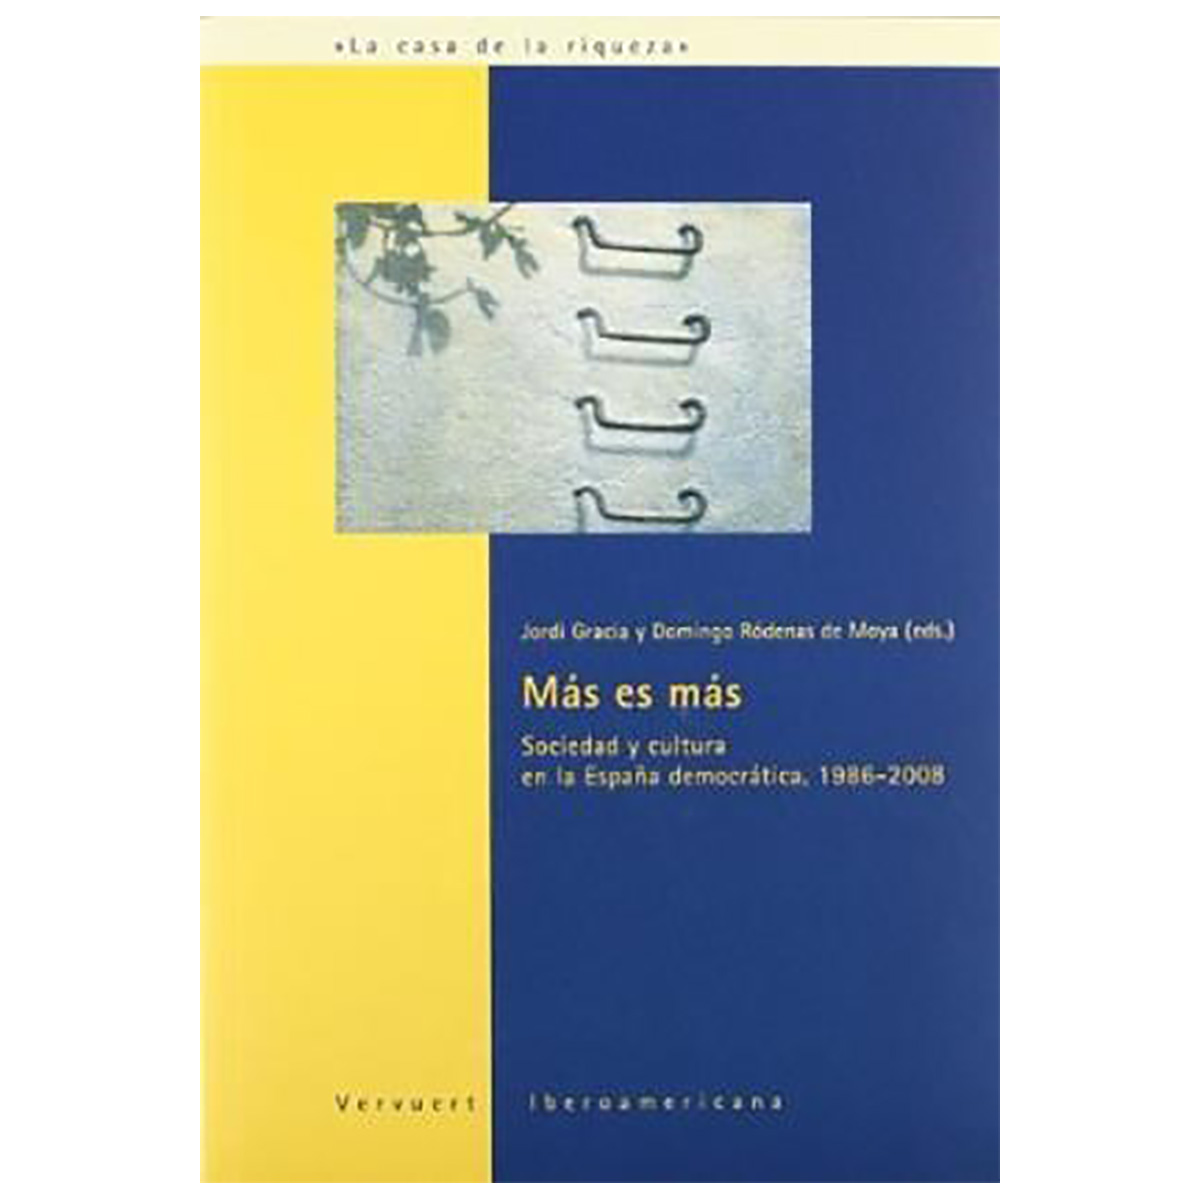 »La casa de la riqueza»
Jordi Gracia y Domingo Ródenas de Moya (eds.)
Más es más
Sociedad y cultura
en la España democrática, 1986-2008
Vervuert Iberoamericana